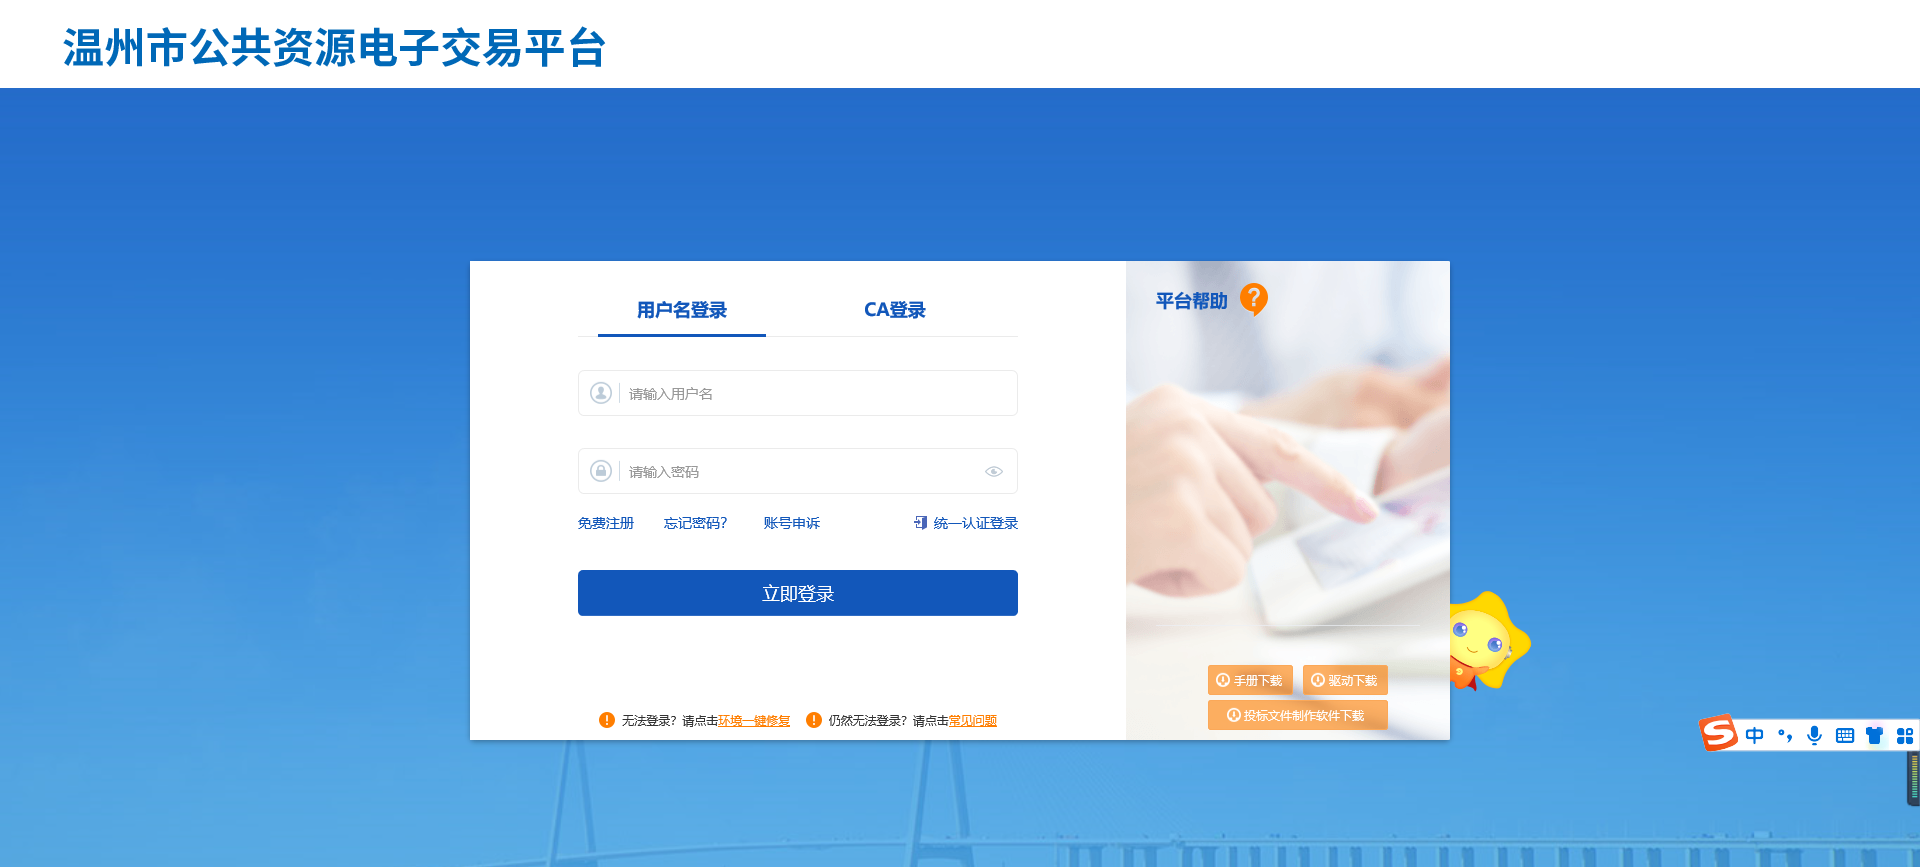 温州市公共资源电子交易平台
用户名登录 CA登录
请输入用户名
请输入密码
免费注册 忘记密码? 账号申诉 统一认证登录
立即登录
无法登录? 请点击环境一键修复 仍然无法登录? 请点击常见问题
平台帮助 ?
手册下载 驱动下载
投标文件制作软件下载
S 中